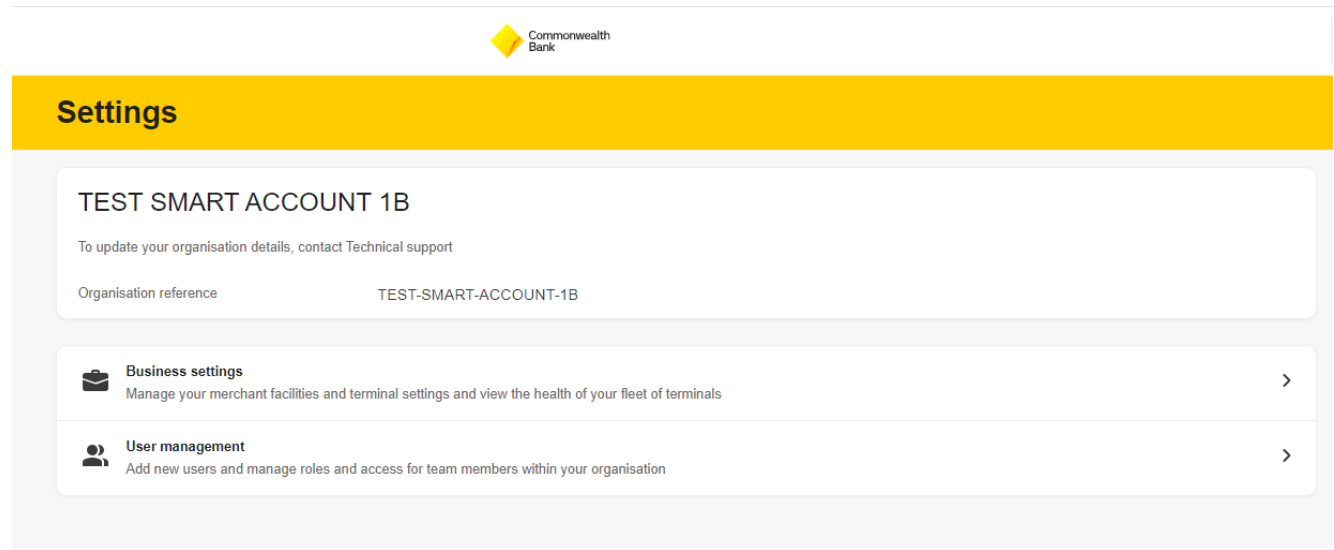 Commonwealth
Bank
Settings
TEST SMART ACCOUNT 1B
To update your organisation details, contact Technical support
Organisation reference TEST-SMART-ACCOUNT-1B
Business settings
Manage your merchant facilities and terminal settings and view the health of your fleet of terminals
User management
Add new users and manage roles and access for team members within your organisation